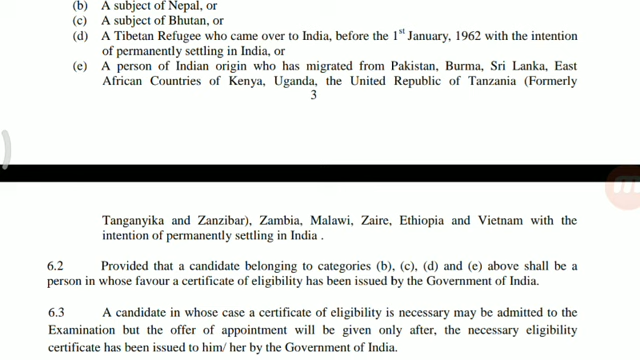 (b) A subject of Nepal, or
(c) A subject of Bhutan, or
(d) A Tibetan Refugee who came over to India, before the 1st January, 1962 with the intention
of permanently settling in India, or
(e) A person of Indian origin who has migrated from Pakistan, Burma, Sri Lanka, East
African Countries of Kenya, Uganda, the United Republic of Tanzania (Formerly
3
Tanganyika and Zanzibar), Zambia, Malawi, Zaire, Ethiopia and Vietnam with the
intention of permanently settling in India .
6.2 Provided that a candidate belonging to categories (b), (c), (d) and (e) above shall be a
person in whose favour a certificate of eligibility has been issued by the Government of India.
6.3 A candidate in whose case a certificate of eligibility is necessary may be admitted to the
Examination but the offer of appointment will be given only after, the necessary eligibility
certificate has been issued to him/ her by the Government of India.